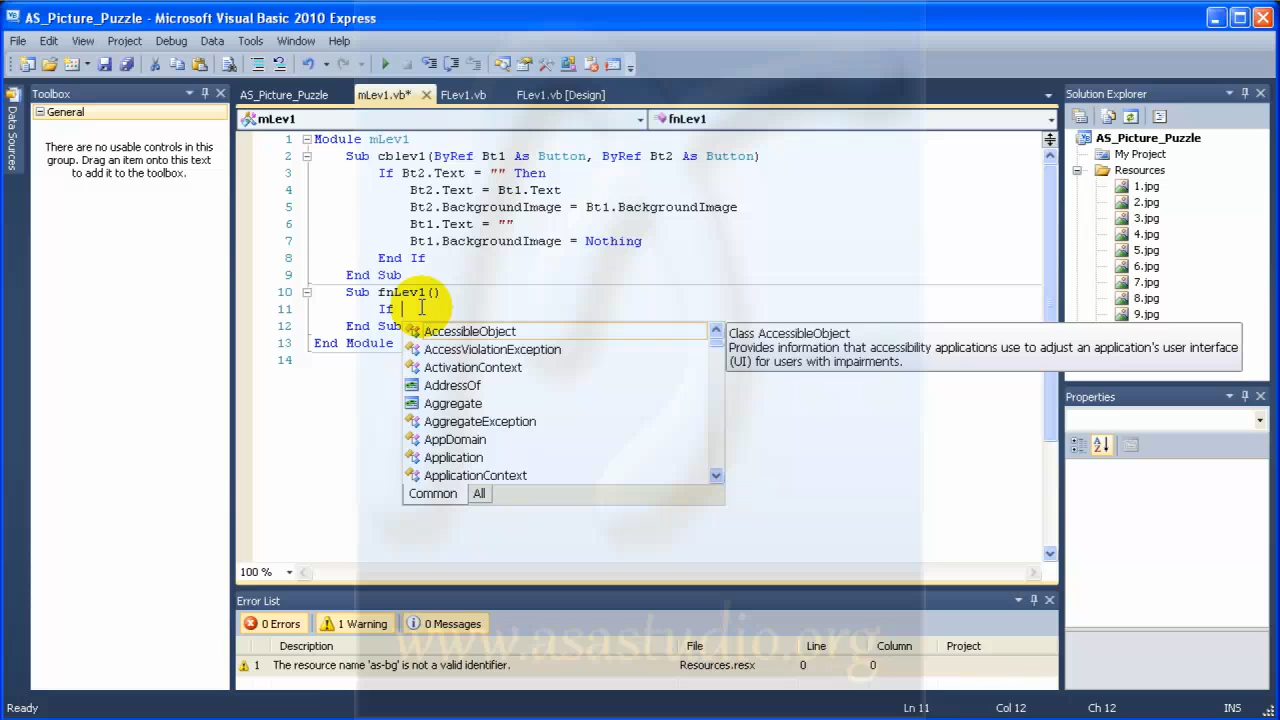 AS_Picture_Puzzle - Microsoft Visual Basic 2010 Express
File Edit View Project Debug Data Tools Window Help
Toolbox
General
There are no usable controls in this
group. Drag an item onto this text
to add it to the toolbox.
Data Sources
AS_Picture_Puzzle mLev1.vb* FLev1.vb FLev1.vb [Design]
mLev1 fnLev1
1 Module mLev1
2 Sub cblev1(ByRef Bt1 As Button, ByRef Bt2 As Button)
3 If Bt2.Text = "" Then
4 Bt2.Text = Bt1.Text
5 Bt2.BackgroundImage = Bt1.BackgroundImage
6 Bt1.Text = ""
7 Bt1.BackgroundImage = Nothing
8 End If
9 End Sub
10 Sub fnLev1()
11 If
12 End Sub
13 End Module
14
AccessibleObject
AccessViolationException
ActivationContext
AddressOf
Aggregate
AggregateException
AppDomain
Application
ApplicationContext
Common All
Class AccessibleObject
Provides information that accessibility applications use to adjust an application's user interface
(UI) for users with impairments.
100 %
Solution Explorer
AS_Picture_Puzzle
My Project
Resources
1.jpg
2.jpg
3.jpg
4.jpg
5.jpg
6.jpg
7.jpg
8.jpg
9.jpg
Properties
Error List
0 Errors 1 Warning 0 Messages
Description File Line Column Project
1 The resource name 'as-bg' is not a valid identifier. Resources.resx 0 0
www.asastudio.org
Ready Ln 11 Col 12 Ch 12 INS